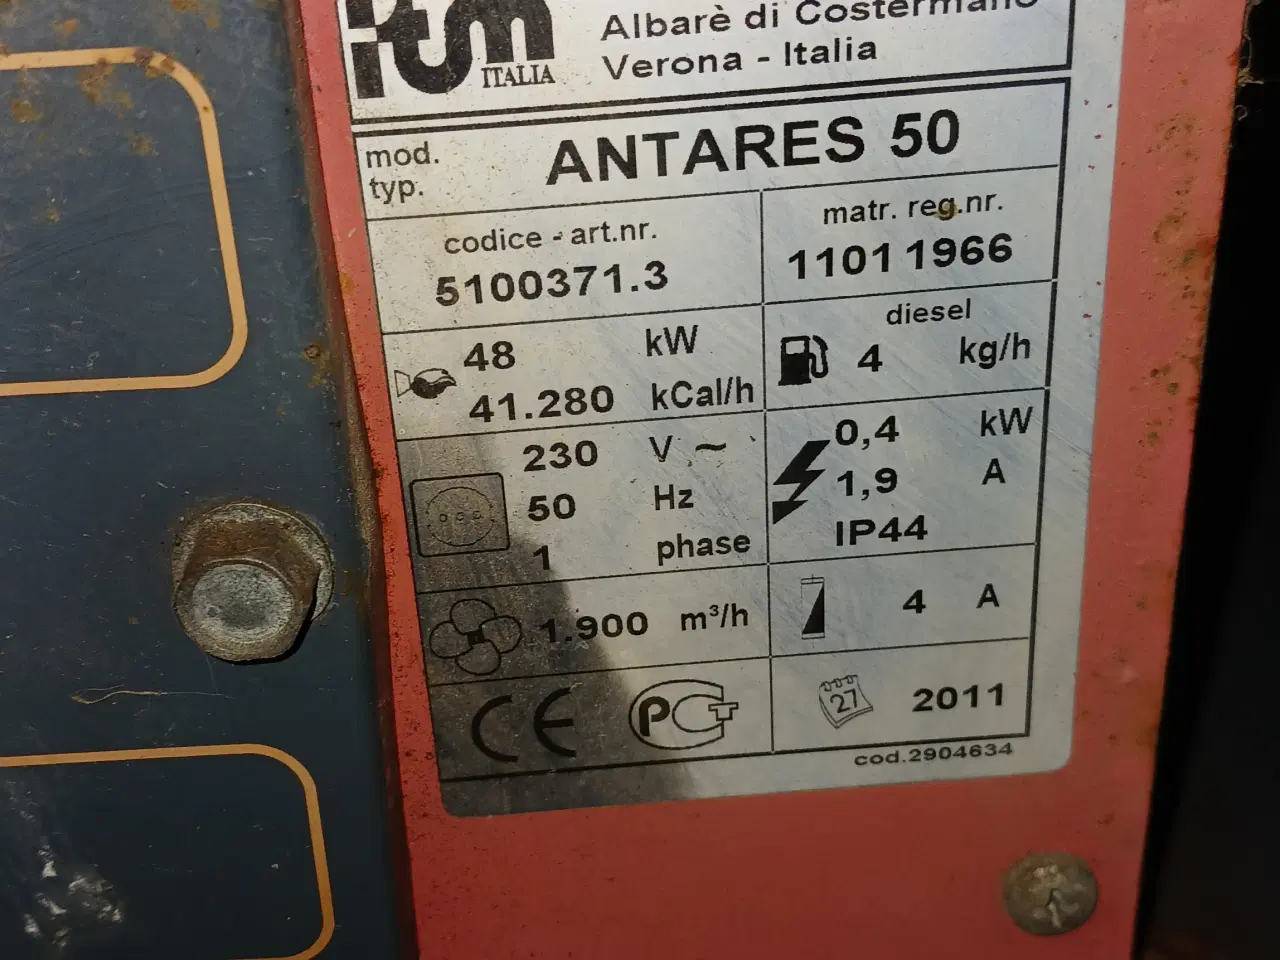 itm
ITALIA
Albarè di Costermano
Verona - Italia
mod.
typ.
ANTARES 50
codice - art.nr.
5100371.3
matr. reg.nr.
11011966
48 kW
41.280 kCal/h
diesel
4 kg/h
230 V ~
50 Hz
1 phase
0,4 kW
1,9 A
IP44
1.900 m³/h
4 A
CE
PCT
27
2011
cod.2904634